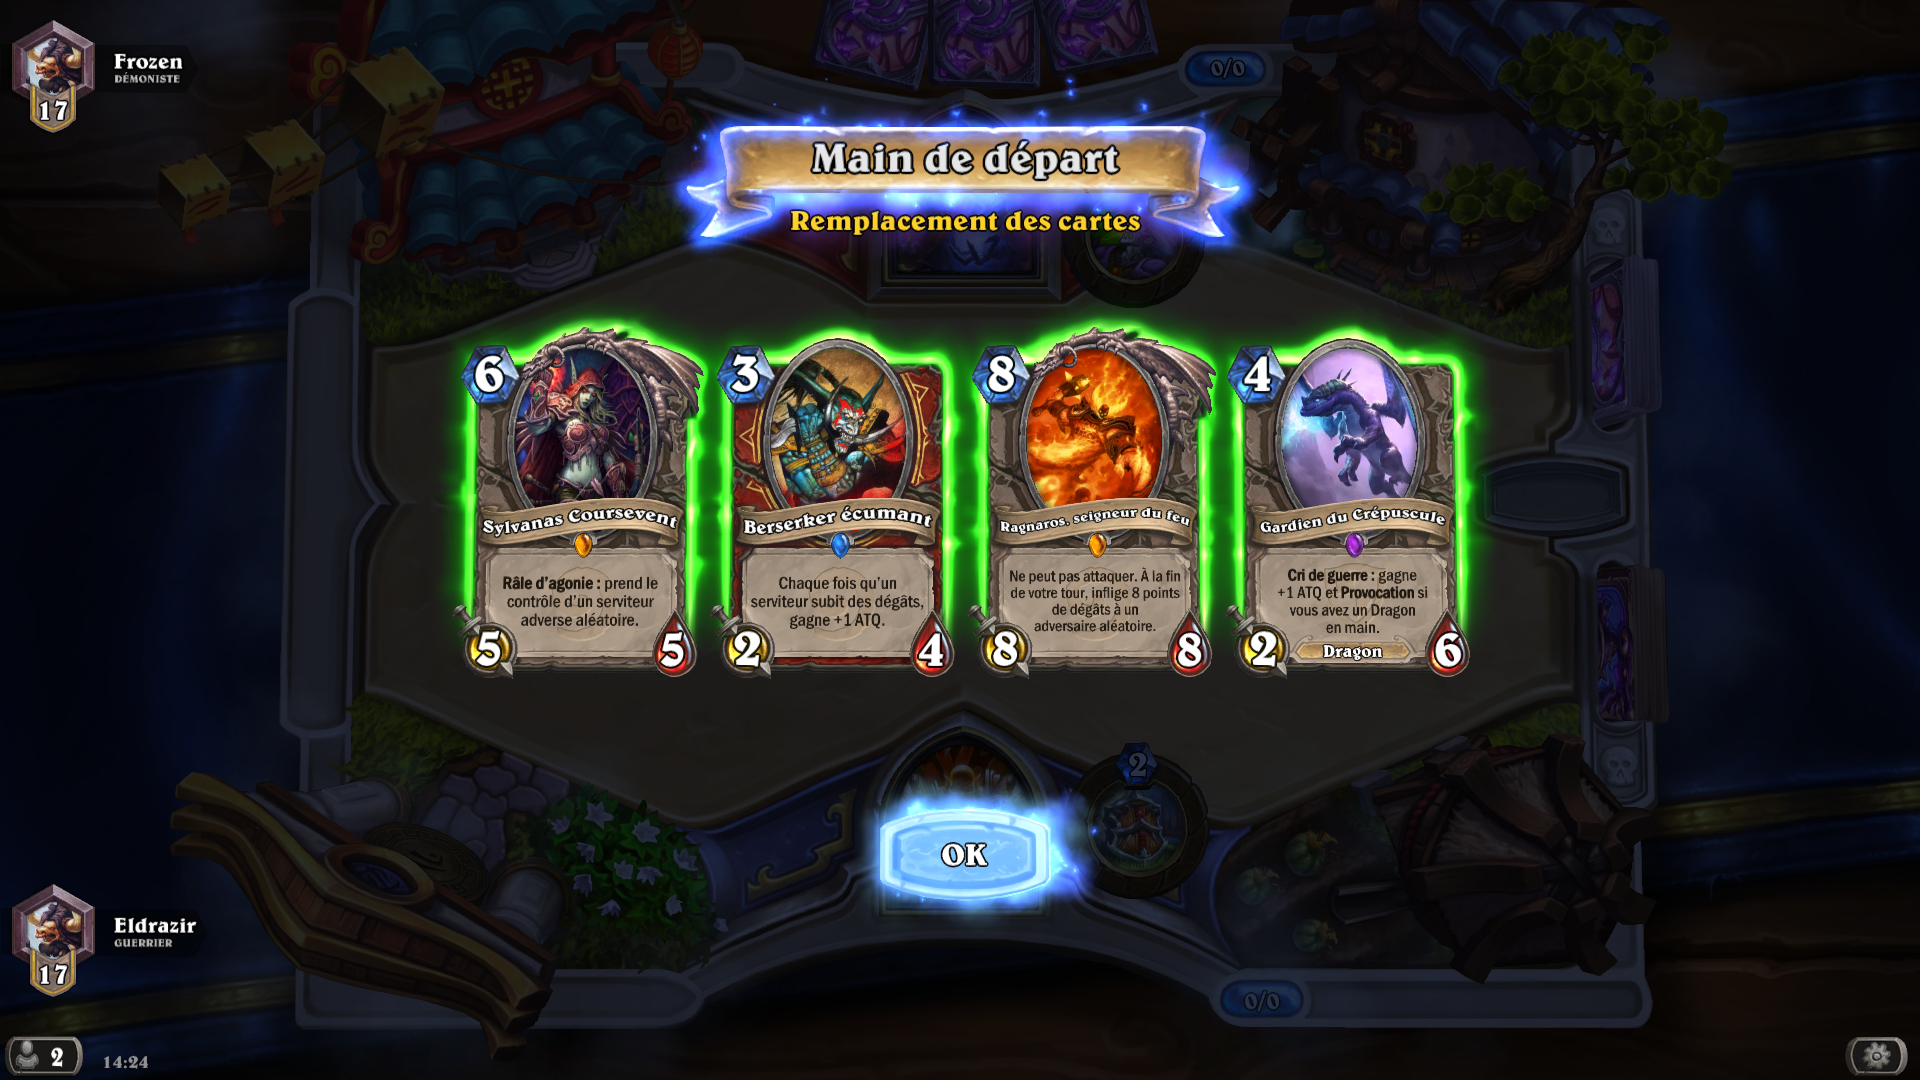 Frozen
DÉMONISTE
17
0/0
Main de départ
Remplacement des cartes
6
Sylvanas Coursevent
Râle d'agonie : prend le
contrôle d'un serviteur
adverse aléatoire.
5
5
3
Berserker écumant
Chaque fois qu'un
serviteur subit des dégâts,
gagne +1 ATQ.
2
4
8
Ragnaros, seigneur du feu
Ne peut pas attaquer. À la fin
de votre tour, inflige 8 points
de dégâts à un
adversaire aléatoire.
8
8
4
Gardien du Crépuscule
Cri de guerre : gagne
+1 ATQ et Provocation si
vous avez un Dragon
en main.
Dragon
2
6
2
OK
Eldrazir
GUERRIER
17
0/0
2
14:24